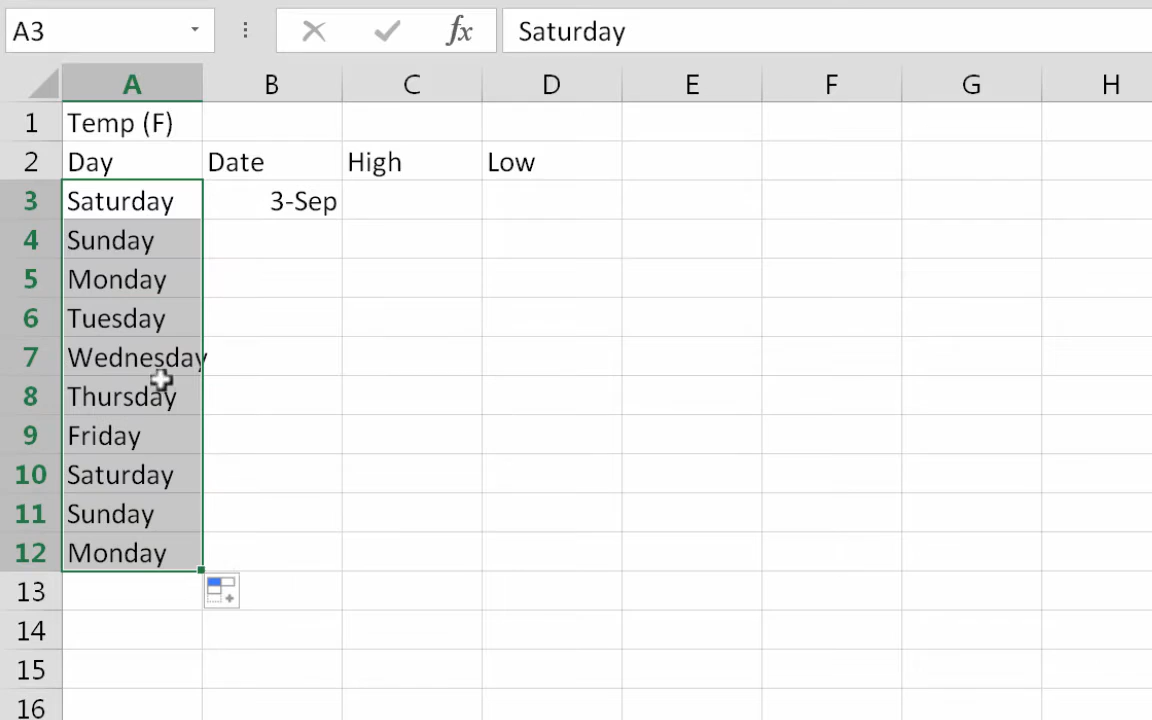 A3 fx Saturday
A B C D E F G H
1 Temp (F)
2 Day Date High Low
3 Saturday 3-Sep
4 Sunday
5 Monday
6 Tuesday
7 Wednesday
8 Thursday
9 Friday
10 Saturday
11 Sunday
12 Monday
13
14
15
16